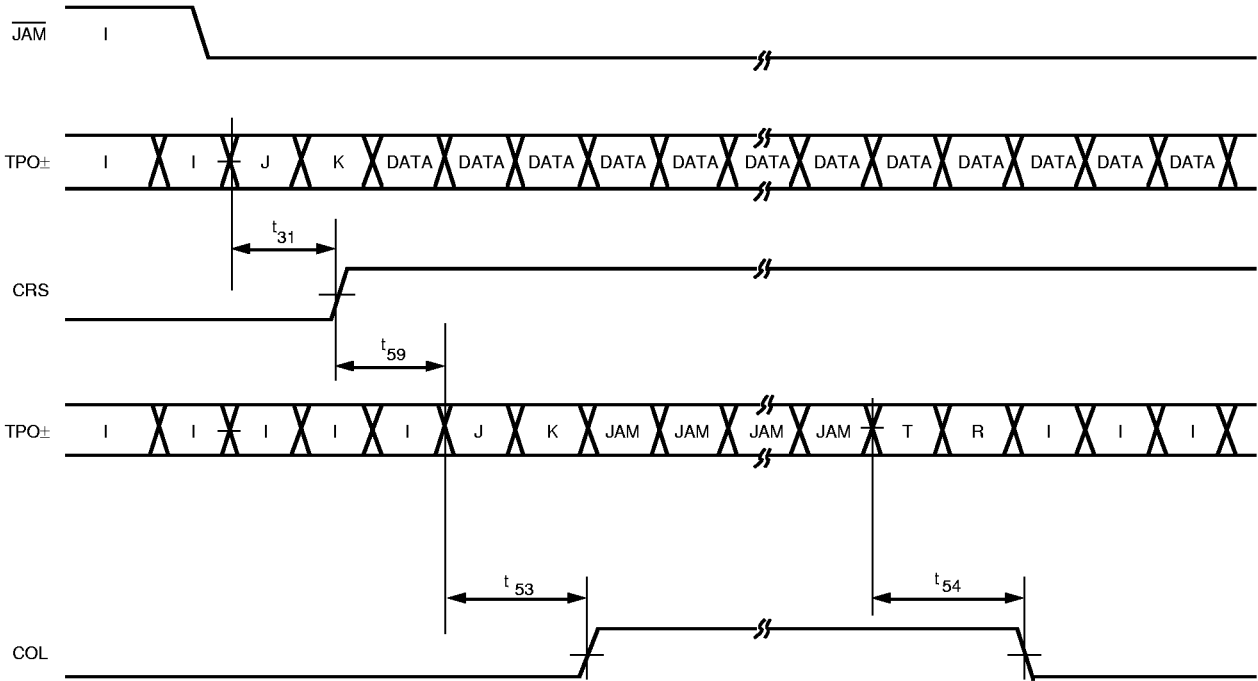 JAM I
TPO± I I J K DATA DATA DATA DATA DATA DATA DATA DATA DATA DATA DATA DATA
t31
CRS
t59
TPO± I I I I I J K JAM JAM JAM JAM T R I I I
t53 t54
COL